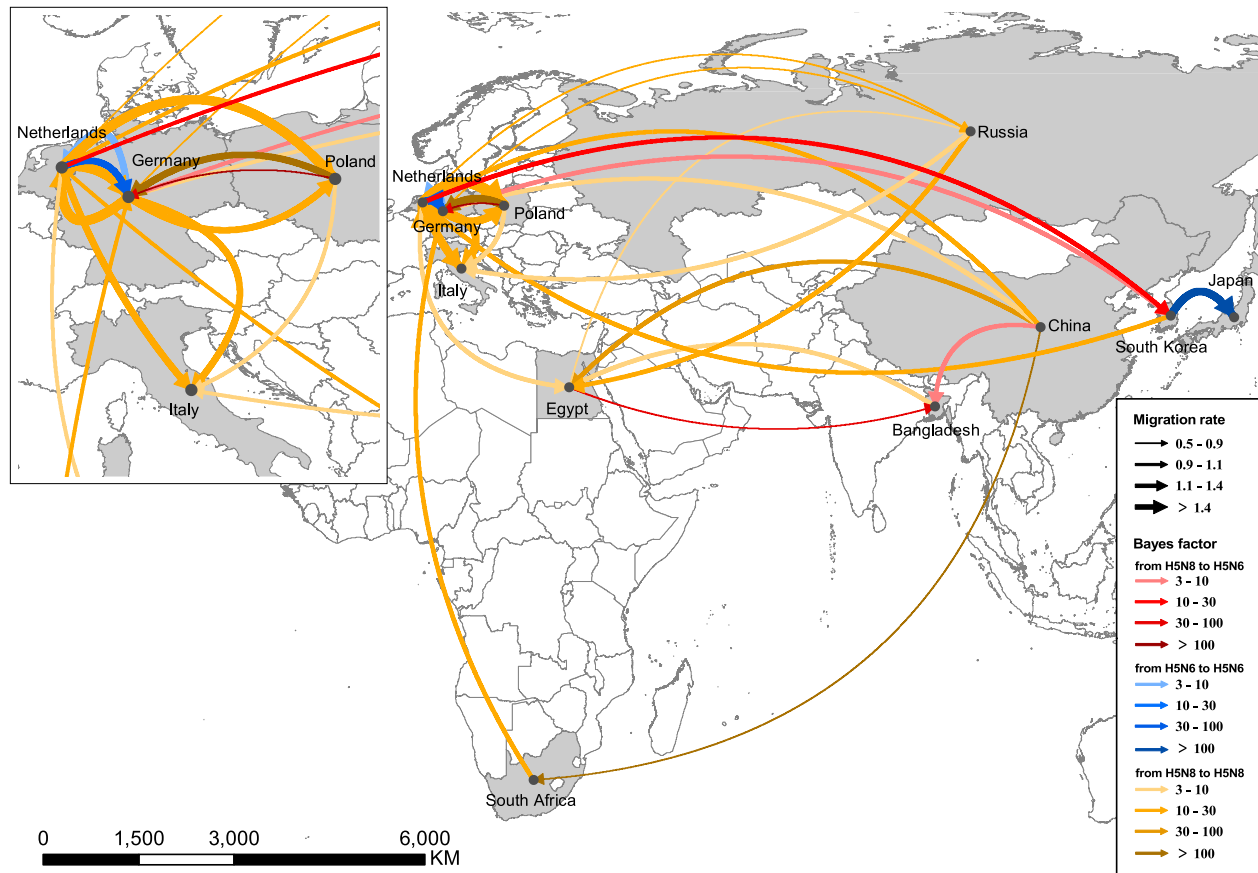 Netherlands
Germany
Poland
Italy
Russia
Netherlands
Poland
Germany
Italy
Japan
China
South Korea
Egypt
Bangladesh
South Africa
Migration rate
0.5 - 0.9
0.9 - 1.1
1.1 - 1.4
> 1.4
Bayes factor
from H5N8 to H5N6
3 - 10
10 - 30
30 - 100
> 100
from H5N6 to H5N6
3 - 10
10 - 30
30 - 100
> 100
from H5N8 to H5N8
3 - 10
10 - 30
30 - 100
> 100
0 1,500 3,000 6,000
KM